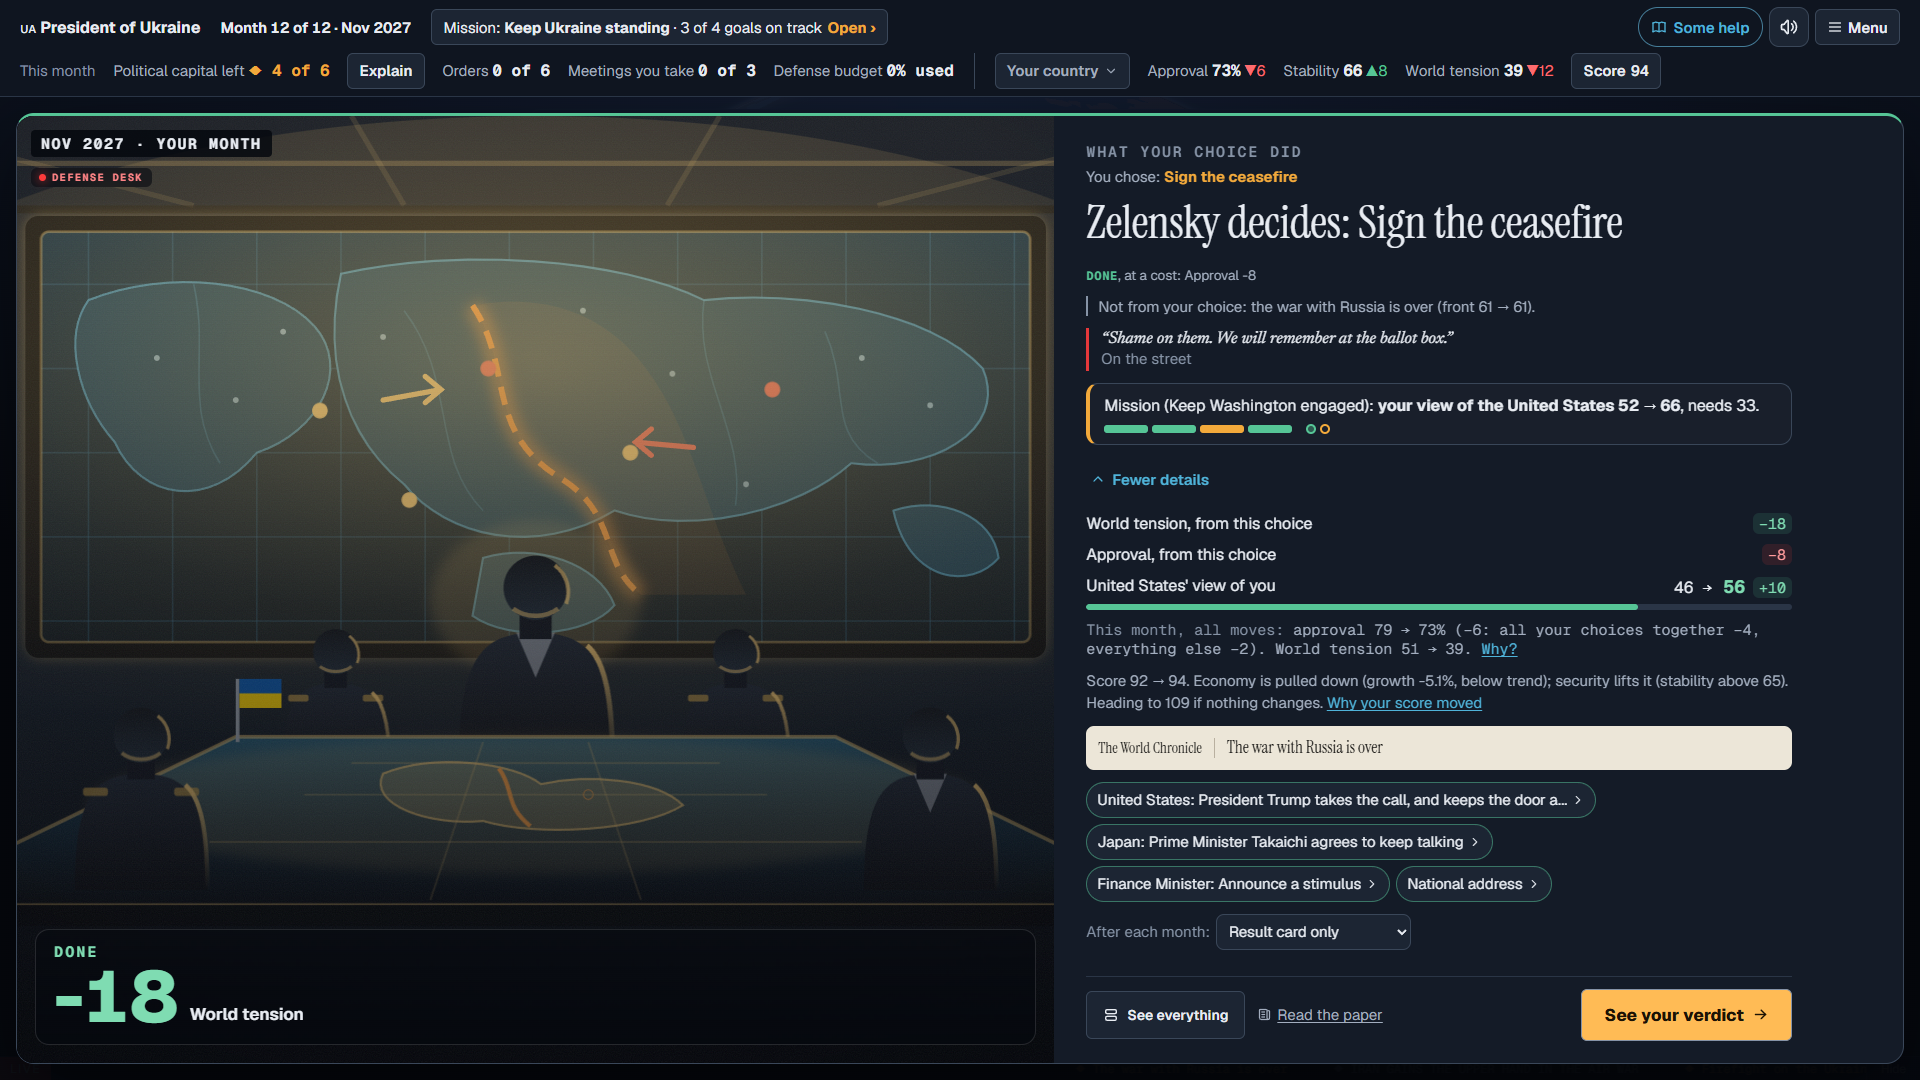 UA President of Ukraine Month 12 of 12 · Nov 2027 Mission: Keep Ukraine standing · 3 of 4 goals on track Open › Some help Menu
This month Political capital left 4 of 6 Explain Orders 0 of 6 Meetings you take 0 of 3 Defense budget 0% used Your country Approval 73% ▼6 Stability 66 ▲8 World tension 39 ▼12 Score 94
NOV 2027 · YOUR MONTH
DEFENSE DESK
DONE
-18 World tension
WHAT YOUR CHOICE DID
You chose: Sign the ceasefire
Zelensky decides: Sign the ceasefire
DONE, at a cost: Approval -8
Not from your choice: the war with Russia is over (front 61 → 61).
“Shame on them. We will remember at the ballot box.”
On the street
Mission (Keep Washington engaged): your view of the United States 52 → 66, needs 33.
Fewer details
World tension, from this choice −18
Approval, from this choice −8
United States' view of you 46 → 56 +10
This month, all moves: approval 79 → 73% (−6: all your choices together −4,
everything else −2). World tension 51 → 39. Why?
Score 92 → 94. Economy is pulled down (growth -5.1%, below trend); security lifts it (stability above 65).
Heading to 109 if nothing changes. Why your score moved
The World Chronicle The war with Russia is over
United States: President Trump takes the call, and keeps the door a... ›
Japan: Prime Minister Takaichi agrees to keep talking ›
Finance Minister: Announce a stimulus › National address ›
After each month: Result card only
See everything Read the paper See your verdict →